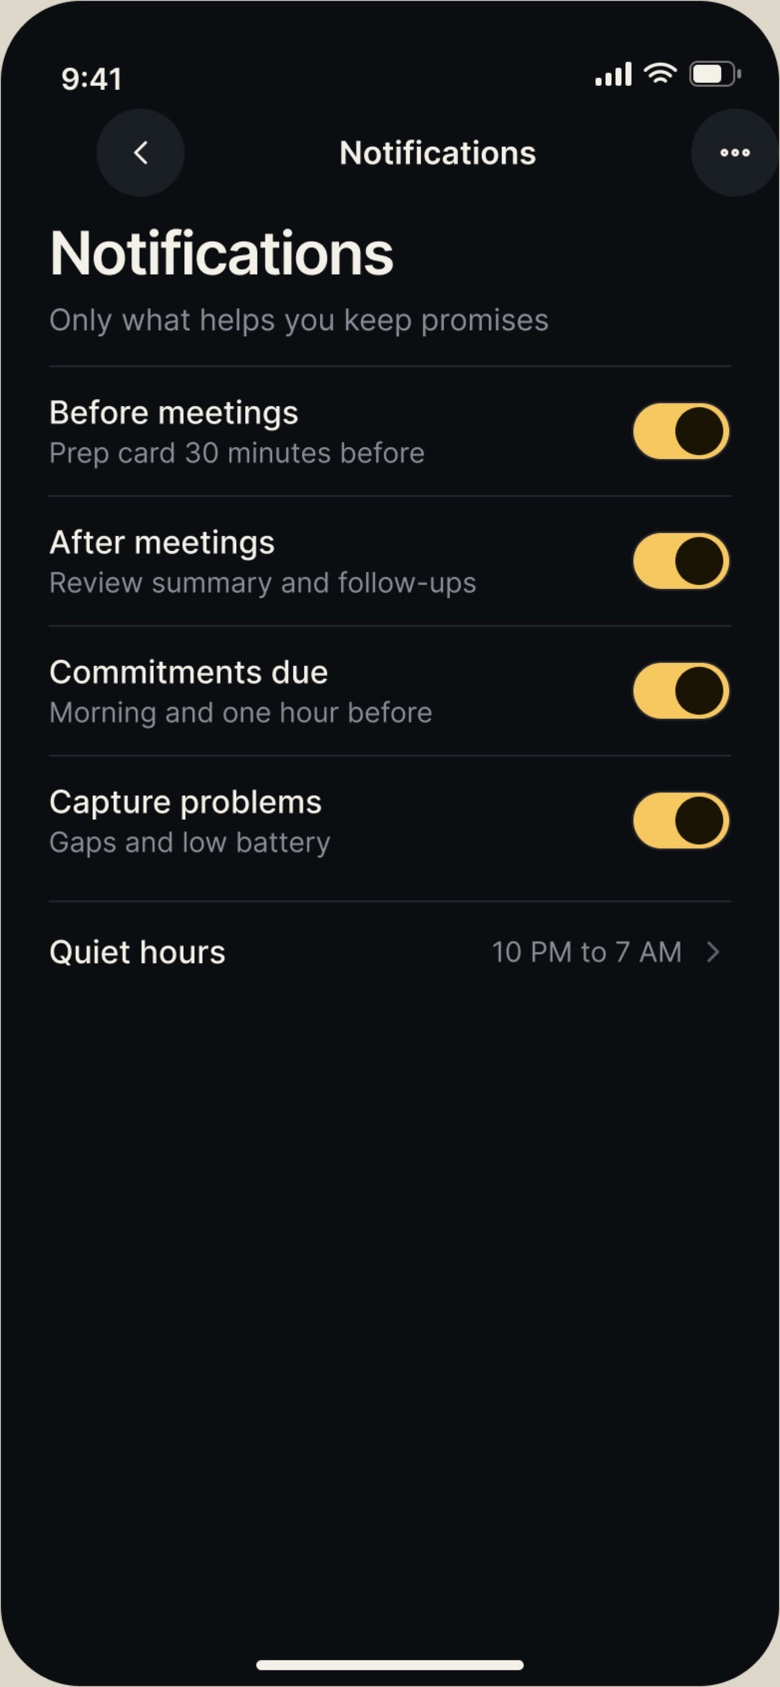 9:41
Notifications
Notifications
Only what helps you keep promises
Before meetings
Prep card 30 minutes before
After meetings
Review summary and follow-ups
Commitments due
Morning and one hour before
Capture problems
Gaps and low battery
Quiet hours
10 PM to 7 AM